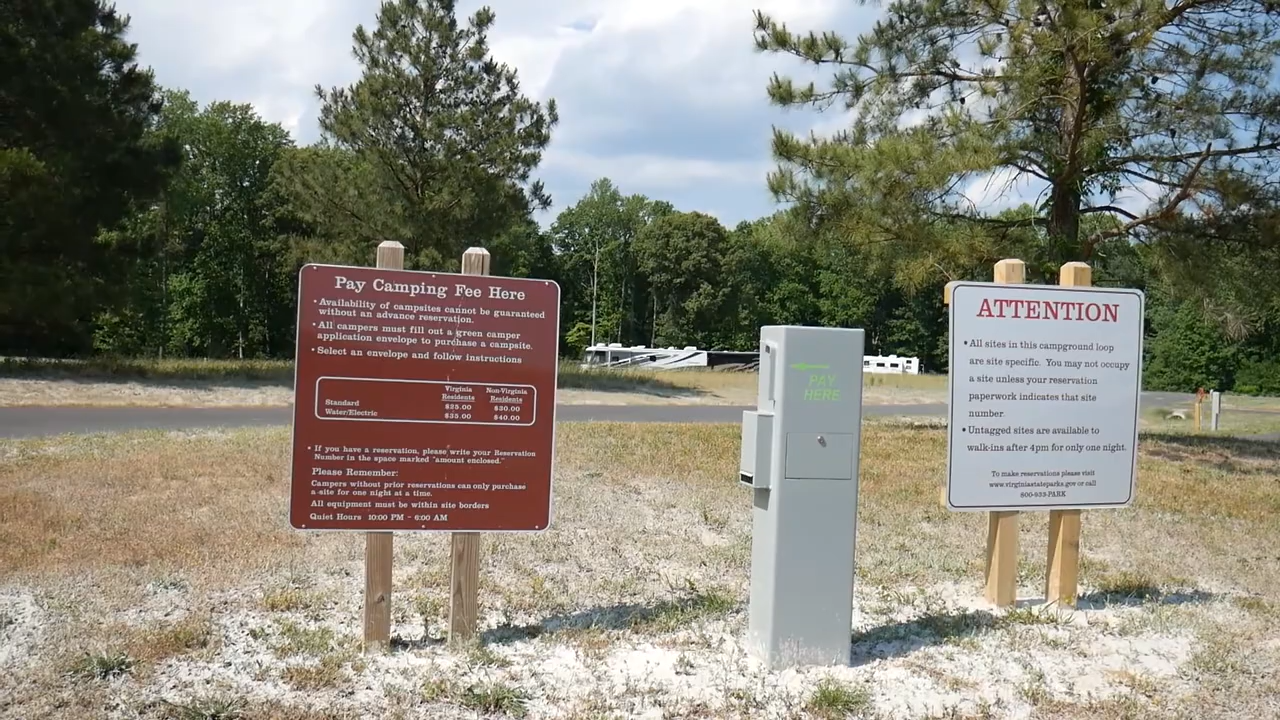 Pay Camping Fee Here
• Availability of campsites cannot be guaranteed
without an advance reservation.
• All campers must fill out a green camper
application envelope to purchase a campsite.
• Select an envelope and follow instructions
Virginia Non-Virginia
Residents Residents
Standard $25.00 $30.00
Water/Electric $35.00 $40.00
• If you have a reservation, please write your Reservation
Number in the space marked "amount enclosed."
Please Remember:
Campers without prior reservations can only purchase
a site for one night at a time.
All equipment must be within site borders
Quiet Hours 10:00 PM - 6:00 AM
PAY
HERE
ATTENTION
• All sites in this campground loop
are site specific. You may not occupy
a site unless your reservation
paperwork indicates that site
number.
• Untagged sites are available to
walk-ins after 4pm for only one night.
To make reservations please visit
www.virginiastateparks.gov or call
800-933-PARK